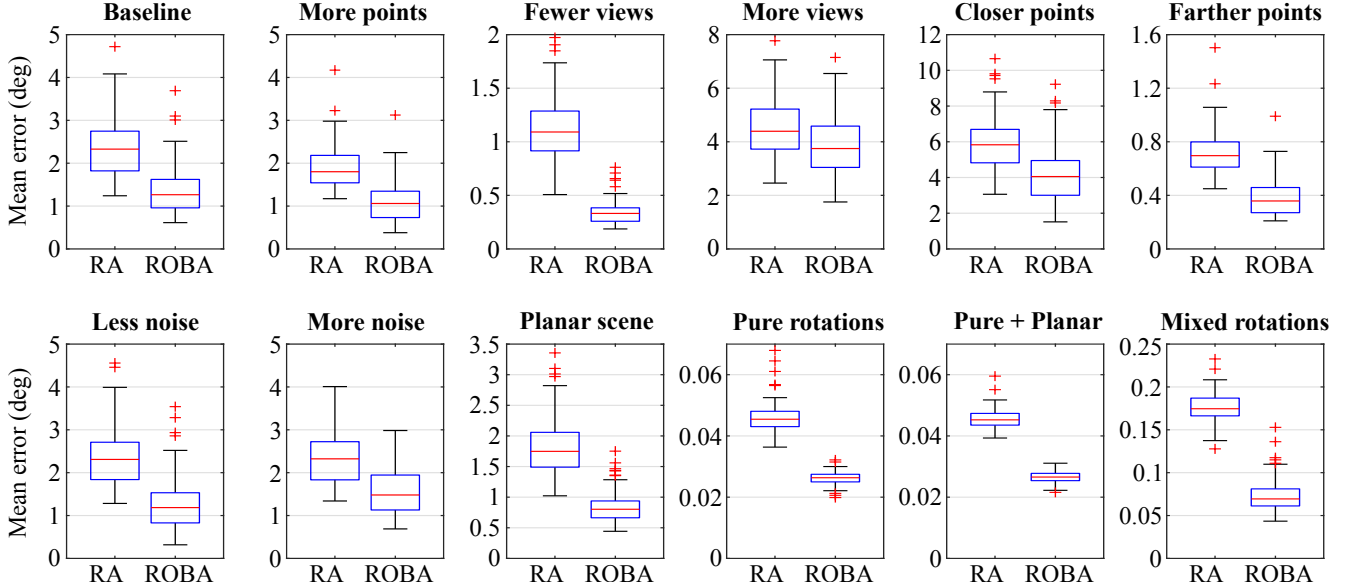 Baseline
Mean error (deg)
5
4
3
2
1
0
RA ROBA
More points
5
4
3
2
1
0
RA ROBA
Fewer views
2
1.5
1
0.5
0
RA ROBA
More views
8
6
4
2
0
RA ROBA
Closer points
12
10
8
6
4
2
0
RA ROBA
Farther points
1.6
1.2
0.8
0.4
0
RA ROBA
Less noise
Mean error (deg)
5
4
3
2
1
0
RA ROBA
More noise
5
4
3
2
1
0
RA ROBA
Planar scene
3.5
3
2.5
2
1.5
1
0.5
0
RA ROBA
Pure rotations
0.06
0.04
0.02
0
RA ROBA
Pure + Planar
0.06
0.04
0.02
0
RA ROBA
Mixed rotations
0.25
0.20
0.15
0.10
0.05
0
RA ROBA